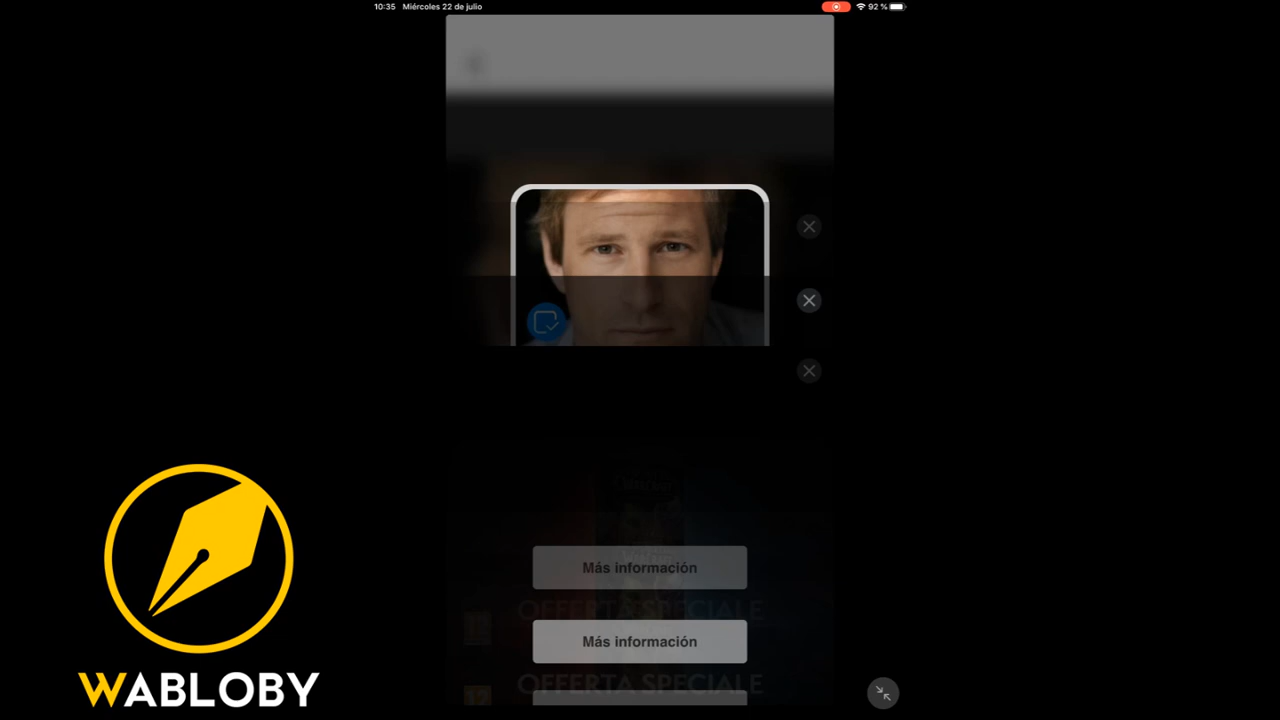 10:35 Miércoles 22 de julio
92 %
Más información
OFFERTA SPECIALE
Más información
OFFERTA SPECIALE
WABLOBY